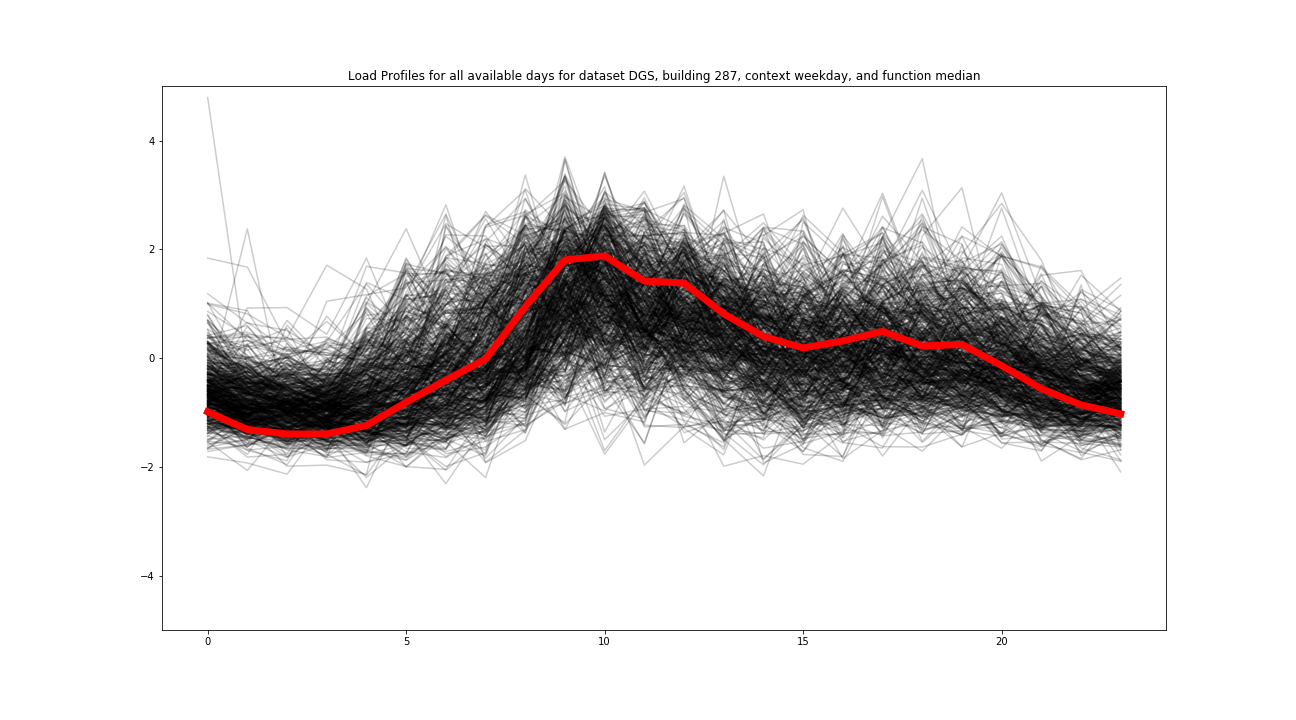 Load Profiles for all available days for dataset DGS, building 287, context weekday, and function median
4
2
0
−2
−4
0 5 10 15 20